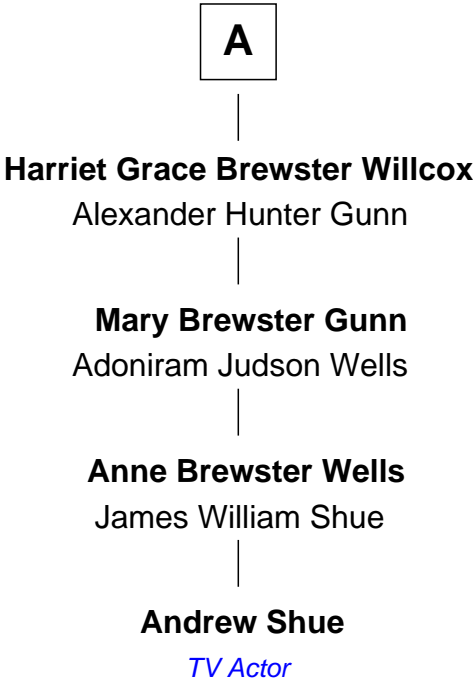 A
Harriet Grace Brewster Willcox
Alexander Hunter Gunn
Mary Brewster Gunn
Adoniram Judson Wells
Anne Brewster Wells
James William Shue
Andrew Shue
TV Actor